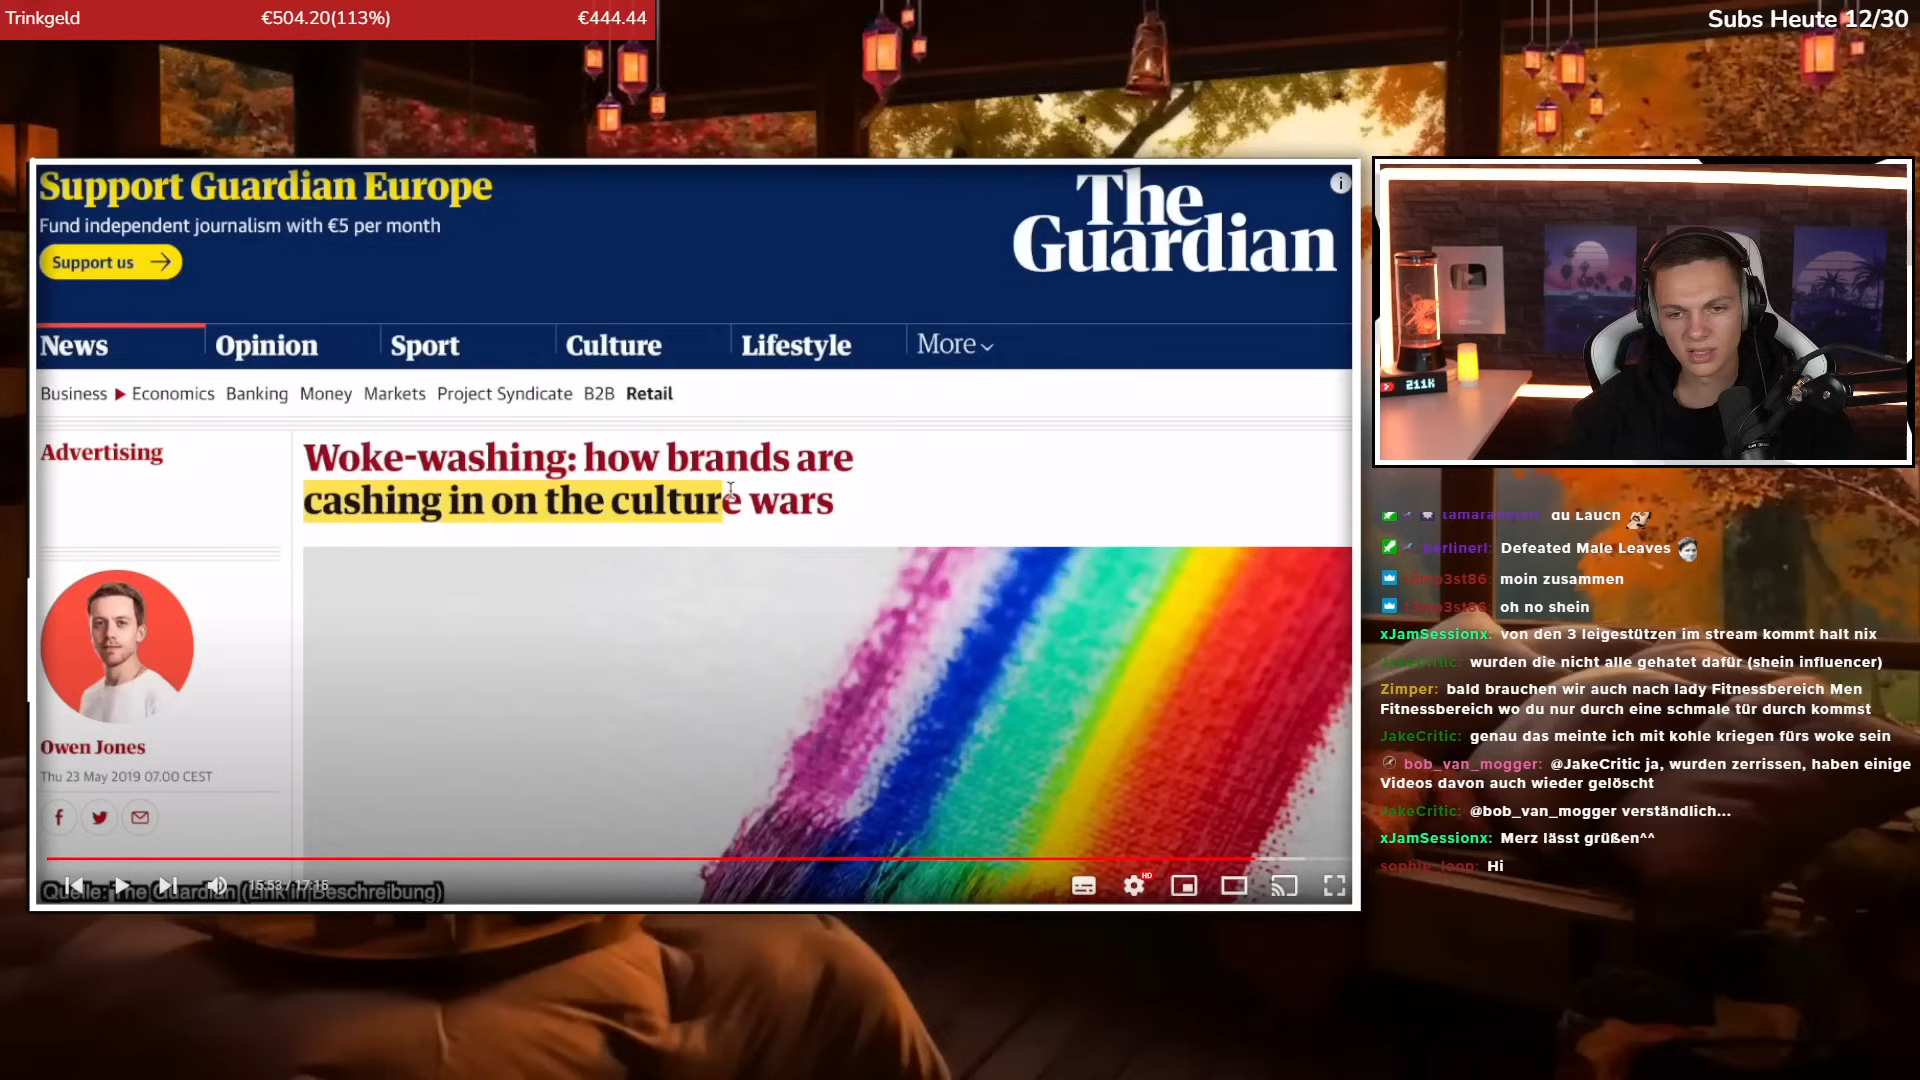 Trinkgeld €504.20(113%) €444.44
Subs Heute 12/30
Support Guardian Europe
Fund independent journalism with €5 per month
Support us
The
Guardian
News Opinion Sport Culture Lifestyle More
Business Economics Banking Money Markets Project Syndicate B2B Retail
Advertising
Woke-washing: how brands are
cashing in on the culture wars
Owen Jones
Thu 23 May 2019 07.00 CEST
15:53 / 17:15
HD
Quelle: The Guardian (Link in Beschreibung)
211K
du Lauch
Defeated Male Leaves
moin zusammen
oh no shein
xJamSessionx: von den 3 leigestützen im stream kommt halt nix
JakeCritic: wurden die nicht alle gehatet dafür (shein influencer)
Zimper: bald brauchen wir auch nach lady Fitnessbereich Men
Fitnessbereich wo du nur durch eine schmale tür durch kommst
JakeCritic: genau das meinte ich mit kohle kriegen fürs woke sein
bob_van_mogger: @JakeCritic ja, wurden zerrissen, haben einige
Videos davon auch wieder gelöscht
JakeCritic: @bob_van_mogger verständlich...
xJamSessionx: Merz lässt grüßen^^
sophie_loop: Hi